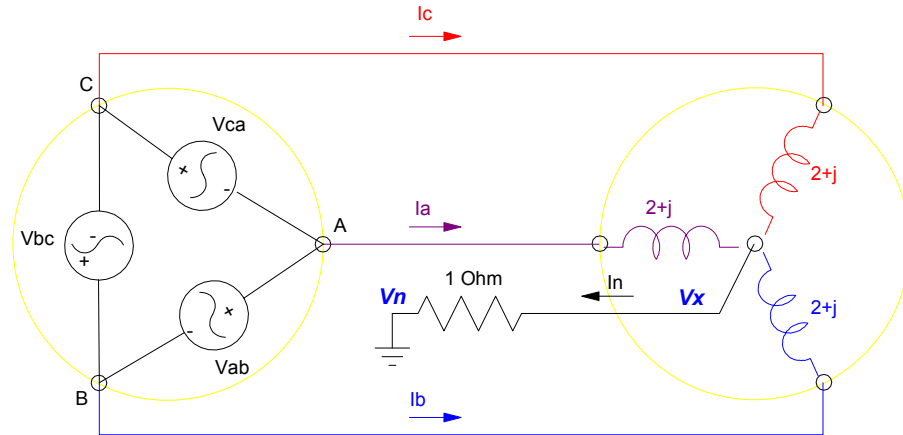 Ic
C
Vca
+
-
2+j
A
Ia
2+j
Vbc
-
+
1 Ohm
In
Vn
Vx
2+j
+
-
Vab
B
Ib